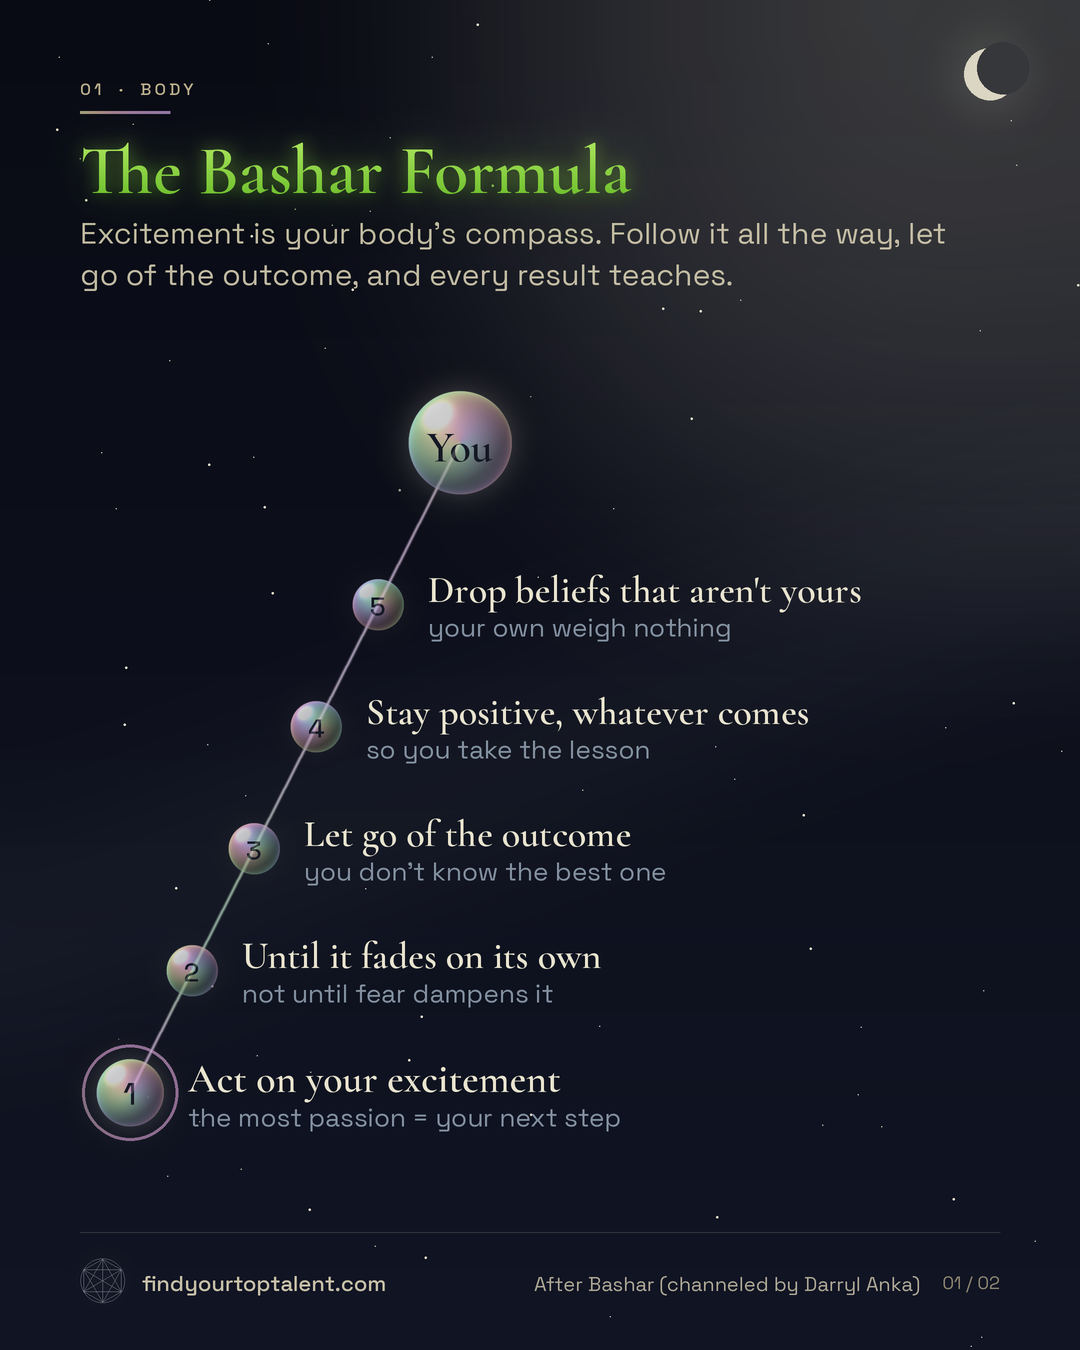 01 · BODY
The Bashar Formula
Excitement is your body’s compass. Follow it all the way, let
go of the outcome, and every result teaches.
You
5
Drop beliefs that aren't yours
your own weigh nothing
4
Stay positive, whatever comes
so you take the lesson
3
Let go of the outcome
you don’t know the best one
2
Until it fades on its own
not until fear dampens it
1
Act on your excitement
the most passion = your next step
findyourtoptalent.com
After Bashar (channeled by Darryl Anka)
01 / 02